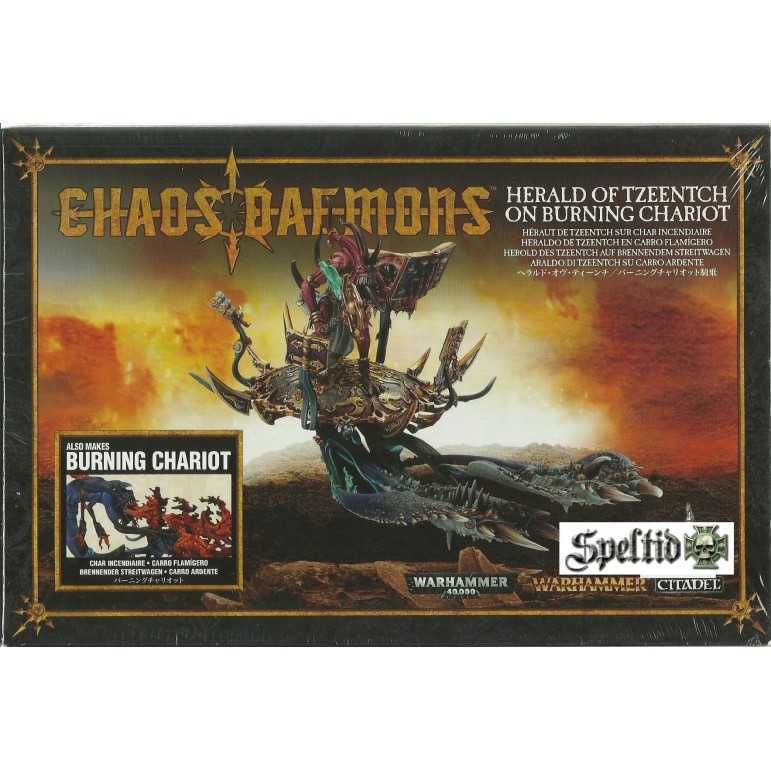 CHAOS DAEMONS™
HERALD OF TZEENTCH
ON BURNING CHARIOT
HÉRAUT DE TZEENTCH SUR CHAR INCENDIAIRE
HERALDO DE TZEENTCH EN CARRO FLAMÍGERO
HEROLD DES TZEENTCH AUF BRENNENDEM STREITWAGEN
ARALDO DI TZEENTCH SU CARRO ARDENTE
ヘラルド・オヴ・ティーンチ／バーニングチャリオット騎乗
ALSO MAKES
BURNING CHARIOT
CHAR INCENDIAIRE • CARRO FLAMÍGERO
BRENNENDER STREITWAGEN • CARRO ARDENTE
バーニングチャリオット
Speltid
WARHAMMER
40,000
WARHAMMER
CITADEL